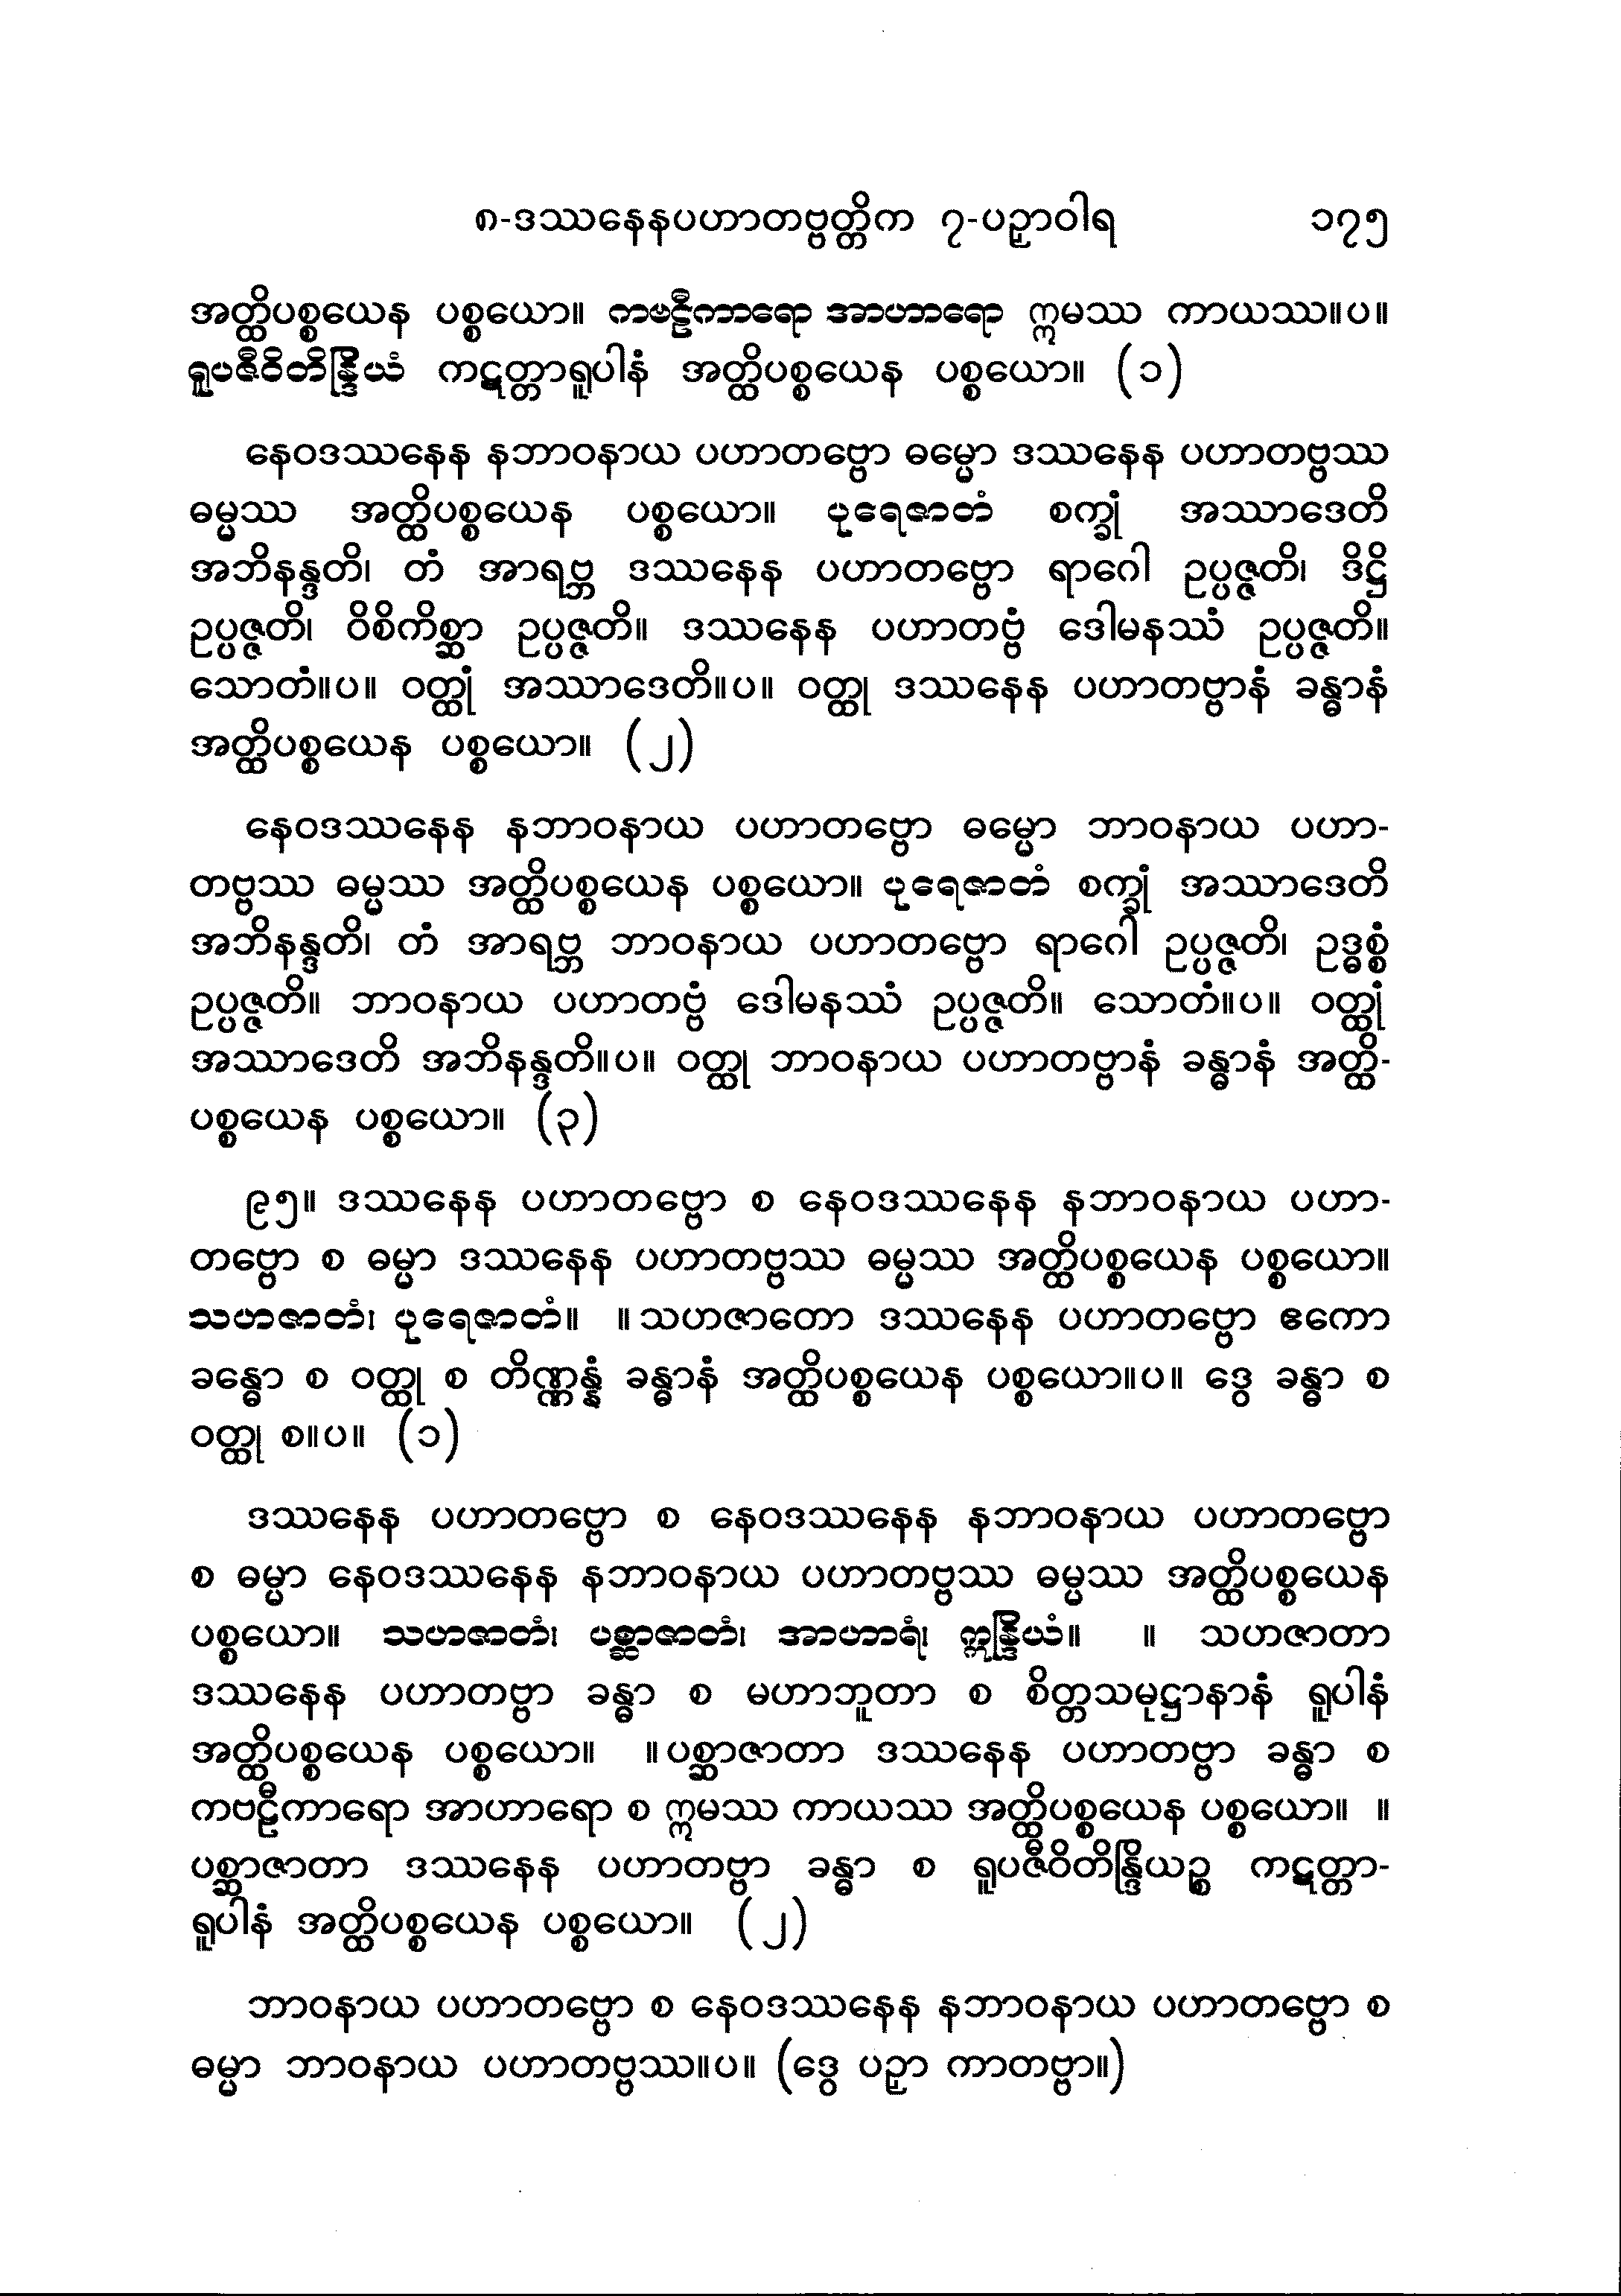 ၈-ဒဿနေနပဟာတဗ္ဗတ္တိက ၇-ပဉှာဝါရ ၁၇၅
အတ္ထိပစ္စယေန ပစ္စယော။ ကဗဠီကာရော အာဟာရော ဣမဿ ကာယဿ။ပ။
ရူပဇီဝိတိန္ဒြိယံ ကဋတ္တာရူပါနံ အတ္ထိပစ္စယေန ပစ္စယော။ (၁)
နေဝဒဿနေန နဘာဝနာယ ပဟာတဗ္ဗော ဓမ္မော ဒဿနေန ပဟာတဗ္ဗဿ
ဓမ္မဿ အတ္ထိပစ္စယေန ပစ္စယော။ ပုရေဇာတံ စက္ခုံ အဿာဒေတိ
အဘိနန္ဒတိ၊ တံ အာရဗ္ဘ ဒဿနေန ပဟာတဗ္ဗော ရာဂေါ ဥပ္ပဇ္ဇတိ၊ ဒိဋ္ဌိ
ဥပ္ပဇ္ဇတိ၊ ဝိစိကိစ္ဆာ ဥပ္ပဇ္ဇတိ။ ဒဿနေန ပဟာတဗ္ဗံ ဒေါမနဿံ ဥပ္ပဇ္ဇတိ။
သောတံ။ပ။ ဝတ္ထုံ အဿာဒေတိ။ပ။ ဝတ္ထု ဒဿနေန ပဟာတဗ္ဗာနံ ခန္ဓာနံ
အတ္ထိပစ္စယေန ပစ္စယော။ (၂)
နေဝဒဿနေန နဘာဝနာယ ပဟာတဗ္ဗော ဓမ္မော ဘာဝနာယ ပဟာ-
တဗ္ဗဿ ဓမ္မဿ အတ္ထိပစ္စယေန ပစ္စယော။ ပုရေဇာတံ စက္ခုံ အဿာဒေတိ
အဘိနန္ဒတိ၊ တံ အာရဗ္ဘ ဘာဝနာယ ပဟာတဗ္ဗော ရာဂေါ ဥပ္ပဇ္ဇတိ၊ ဥဒ္ဓစ္စံ
ဥပ္ပဇ္ဇတိ။ ဘာဝနာယ ပဟာတဗ္ဗံ ဒေါမနဿံ ဥပ္ပဇ္ဇတိ။ သောတံ။ပ။ ဝတ္ထုံ
အဿာဒေတိ အဘိနန္ဒတိ။ပ။ ဝတ္ထု ဘာဝနာယ ပဟာတဗ္ဗာနံ ခန္ဓာနံ အတ္ထိ-
ပစ္စယေန ပစ္စယော။ (၃)
၉၅။ ဒဿနေန ပဟာတဗ္ဗော စ နေဝဒဿနေန နဘာဝနာယ ပဟာ-
တဗ္ဗော စ ဓမ္မာ ဒဿနေန ပဟာတဗ္ဗဿ ဓမ္မဿ အတ္ထိပစ္စယေန ပစ္စယော။
သဟဇာတံ၊ ပုရေဇာတံ။ ။သဟဇာတော ဒဿနေန ပဟာတဗ္ဗော ဧကော
ခန္ဓော စ ဝတ္ထု စ တိဏ္ဏန္နံ ခန္ဓာနံ အတ္ထိပစ္စယေန ပစ္စယော။ပ။ ဒွေ ခန္ဓာ စ
ဝတ္ထု စ။ပ။ (၁)
ဒဿနေန ပဟာတဗ္ဗော စ နေဝဒဿနေန နဘာဝနာယ ပဟာတဗ္ဗော
စ ဓမ္မာ နေဝဒဿနေန နဘာဝနာယ ပဟာတဗ္ဗဿ ဓမ္မဿ အတ္ထိပစ္စယေန
ပစ္စယော။ သဟဇာတံ၊ ပစ္ဆာဇာတံ၊ အာဟာရံ၊ ဣန္ဒြိယံ။ ။ သဟဇာတာ
ဒဿနေန ပဟာတဗ္ဗာ ခန္ဓာ စ မဟာဘူတာ စ စိတ္တသမုဋ္ဌာနာနံ ရူပါနံ
အတ္ထိပစ္စယေန ပစ္စယော။ ။ပစ္ဆာဇာတာ ဒဿနေန ပဟာတဗ္ဗာ ခန္ဓာ စ
ကဗဠီကာရော အာဟာရော စ ဣမဿ ကာယဿ အတ္ထိပစ္စယေန ပစ္စယော။ ။
ပစ္ဆာဇာတာ ဒဿနေန ပဟာတဗ္ဗာ ခန္ဓာ စ ရူပဇီဝိတိန္ဒြိယဉ္စ ကဋတ္တာ-
ရူပါနံ အတ္ထိပစ္စယေန ပစ္စယော။ (၂)
ဘာဝနာယ ပဟာတဗ္ဗော စ နေဝဒဿနေန နဘာဝနာယ ပဟာတဗ္ဗော စ
ဓမ္မာ ဘာဝနာယ ပဟာတဗ္ဗဿ။ပ။ (ဒွေ ပဉှာ ကာတဗ္ဗာ။)